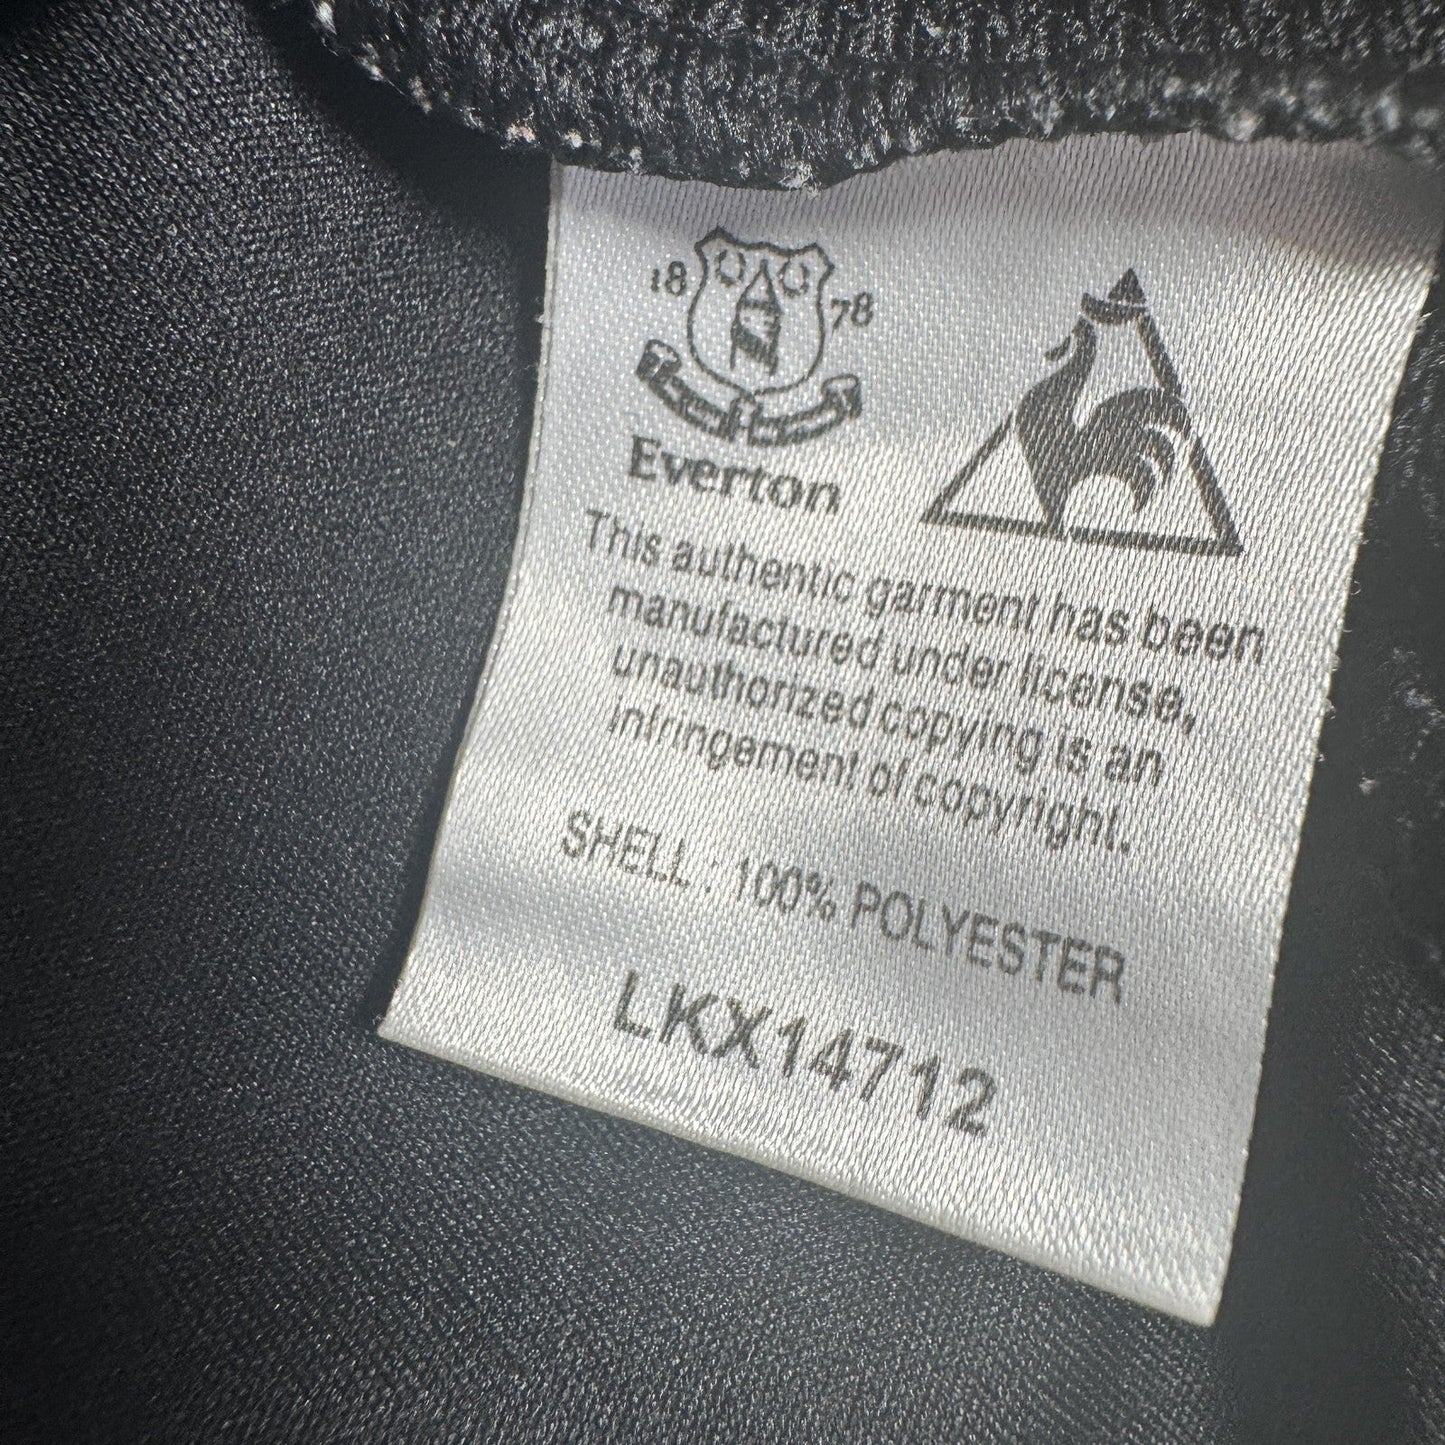 18 78
Everton
This authentic garment has been
manufactured under license,
unauthorized copying is an
infringement of copyright.
SHELL : 100% POLYESTER
LKX14712